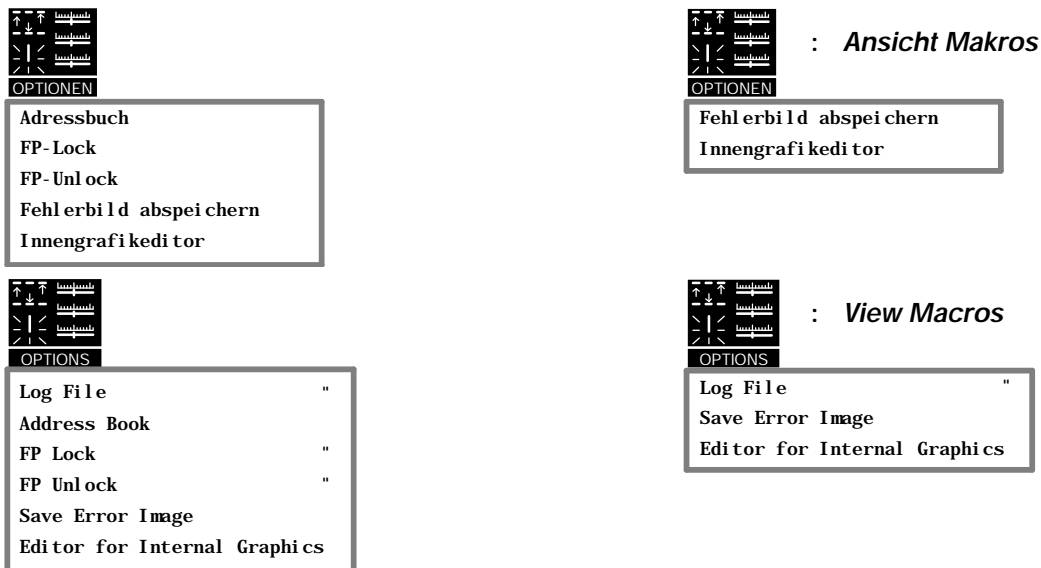 OPTIONEN
Adressbuch
FP-Lock
FP-Unlock
Fehlerbild abspeichern
Innengrafikeditor
: Ansicht Makros
OPTIONEN
Fehlerbild abspeichern
Innengrafikeditor
OPTIONS
Log File "
Address Book
FP Lock "
FP Unlock "
Save Error Image
Editor for Internal Graphics
: View Macros
OPTIONS
Log File "
Save Error Image
Editor for Internal Graphics